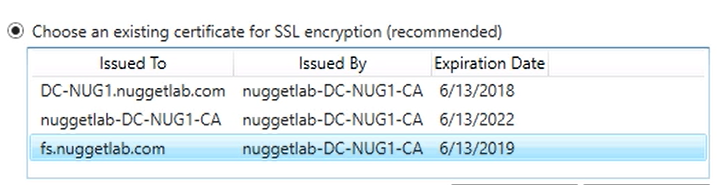 Choose an existing certificate for SSL encryption (recommended)
Issued To Issued By Expiration Date
DC-NUG1.nuggetlab.com nuggetlab-DC-NUG1-CA 6/13/2018
nuggetlab-DC-NUG1-CA nuggetlab-DC-NUG1-CA 6/13/2022
fs.nuggetlab.com nuggetlab-DC-NUG1-CA 6/13/2019